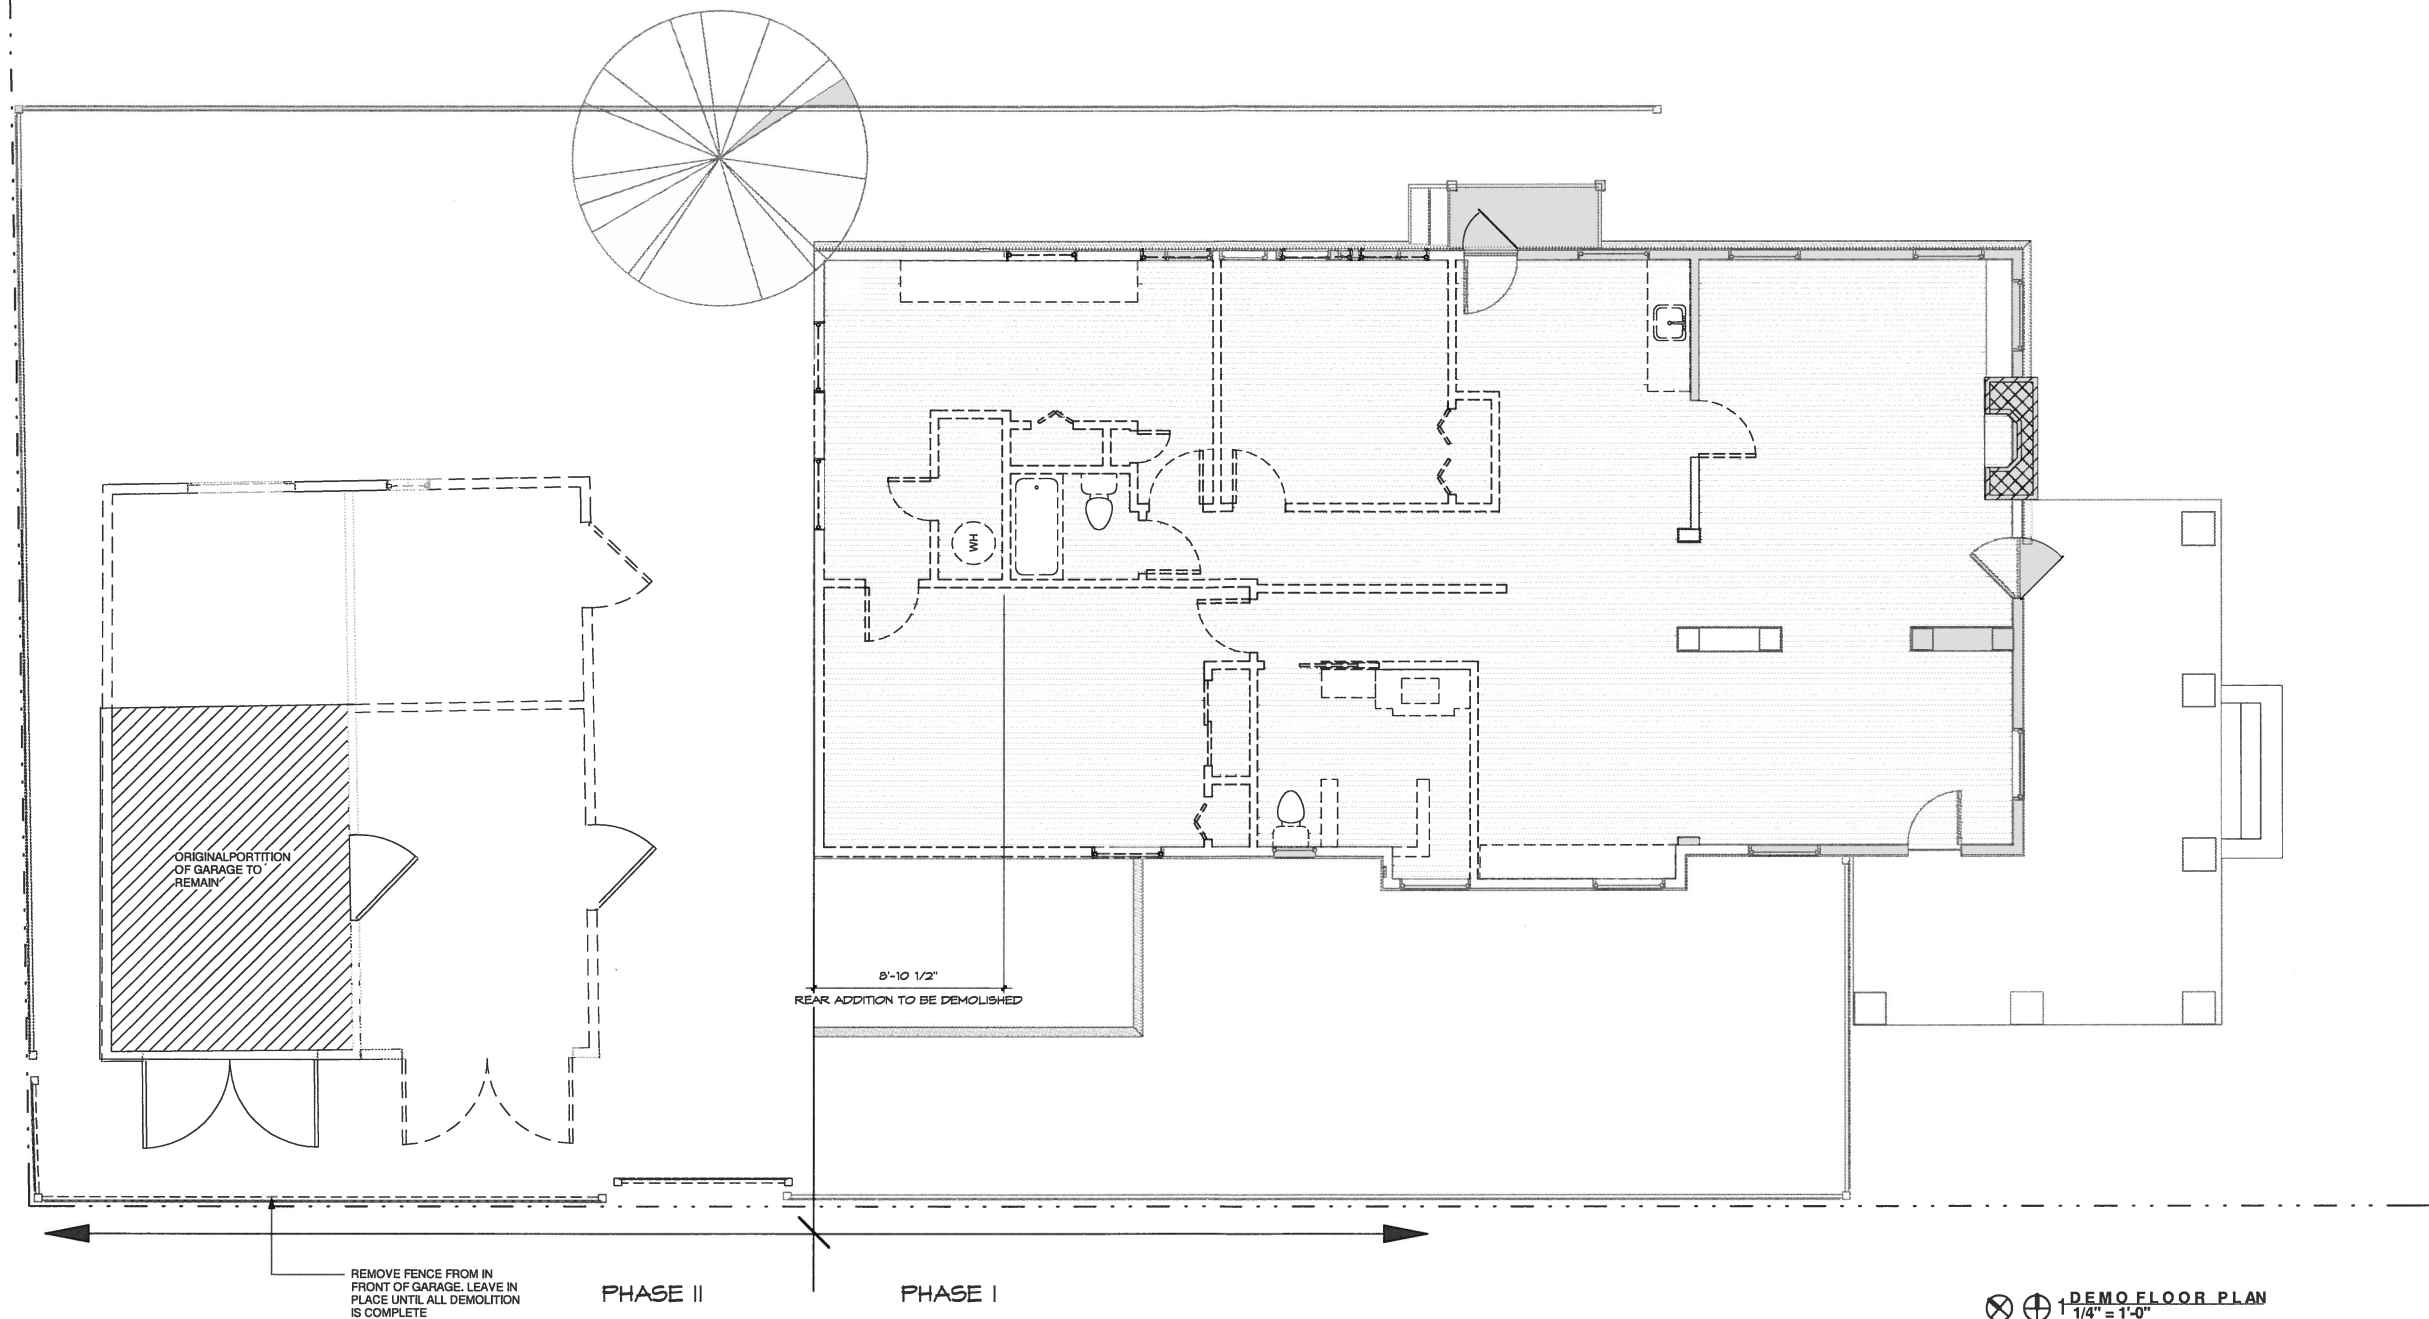 WH
ORIGINALPORTITION
OF GARAGE TO
REMAIN
8'-10 1/2"
REAR ADDITION TO BE DEMOLISHED
REMOVE FENCE FROM IN
FRONT OF GARAGE. LEAVE IN
PLACE UNTIL ALL DEMOLITION
IS COMPLETE
PHASE II
PHASE I
1 DEMO FLOOR PLAN
1/4" = 1'-0"